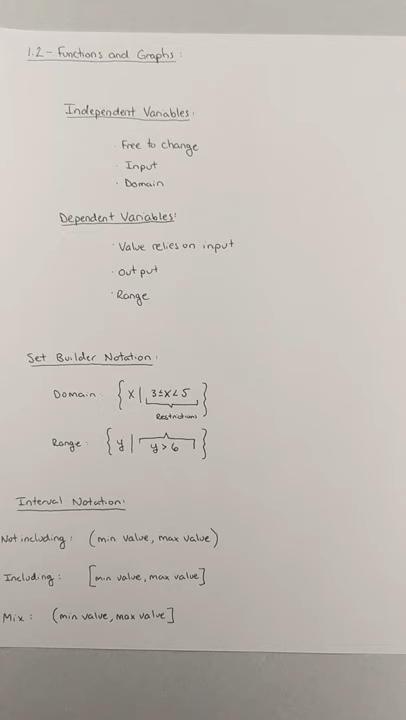 1.2 - Functions and Graphs:
Independent Variables:
· Free to change
· Input
· Domain
Dependent Variables:
· Value relies on input
· output
· Range
Set Builder Notation:
Domain: {x | 3≤x<5}
Restrictions
Range: {y | y>6}
Interval Notation:
Not including: (min value, max value)
Including: [min value, max value]
Mix: (min value, max value]